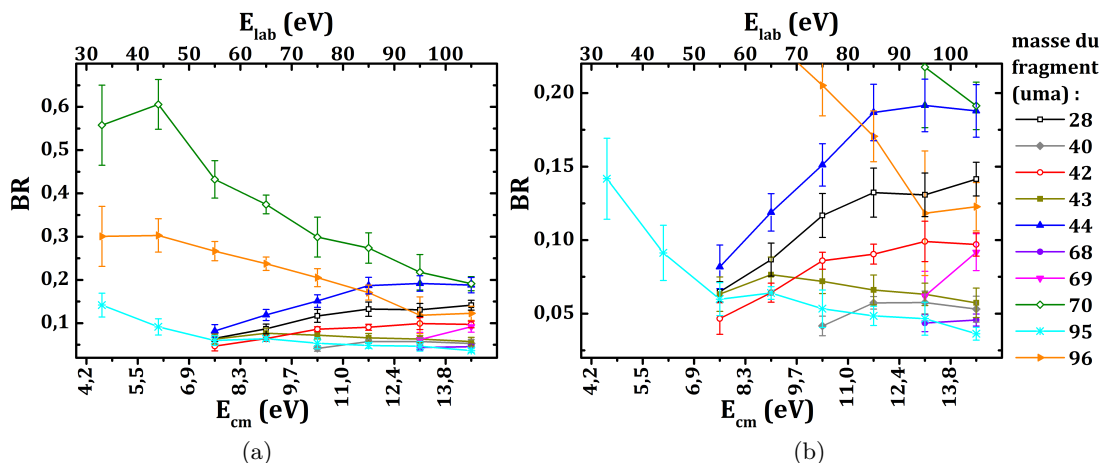 E_lab (eV)
30 40 50 60 70 80 90 100
BR
0,6
0,5
0,4
0,3
0,2
0,1
4,2 5,5 6,9 8,3 9,7 11,0 12,4 13,8
E_cm (eV)
(a)
E_lab (eV)
30 40 50 60 70 80 90 100
BR
0,20
0,15
0,10
0,05
4,2 5,5 6,9 8,3 9,7 11,0 12,4 13,8
E_cm (eV)
(b)
masse du
fragment
(uma) :
28
40
42
43
44
68
69
70
95
96